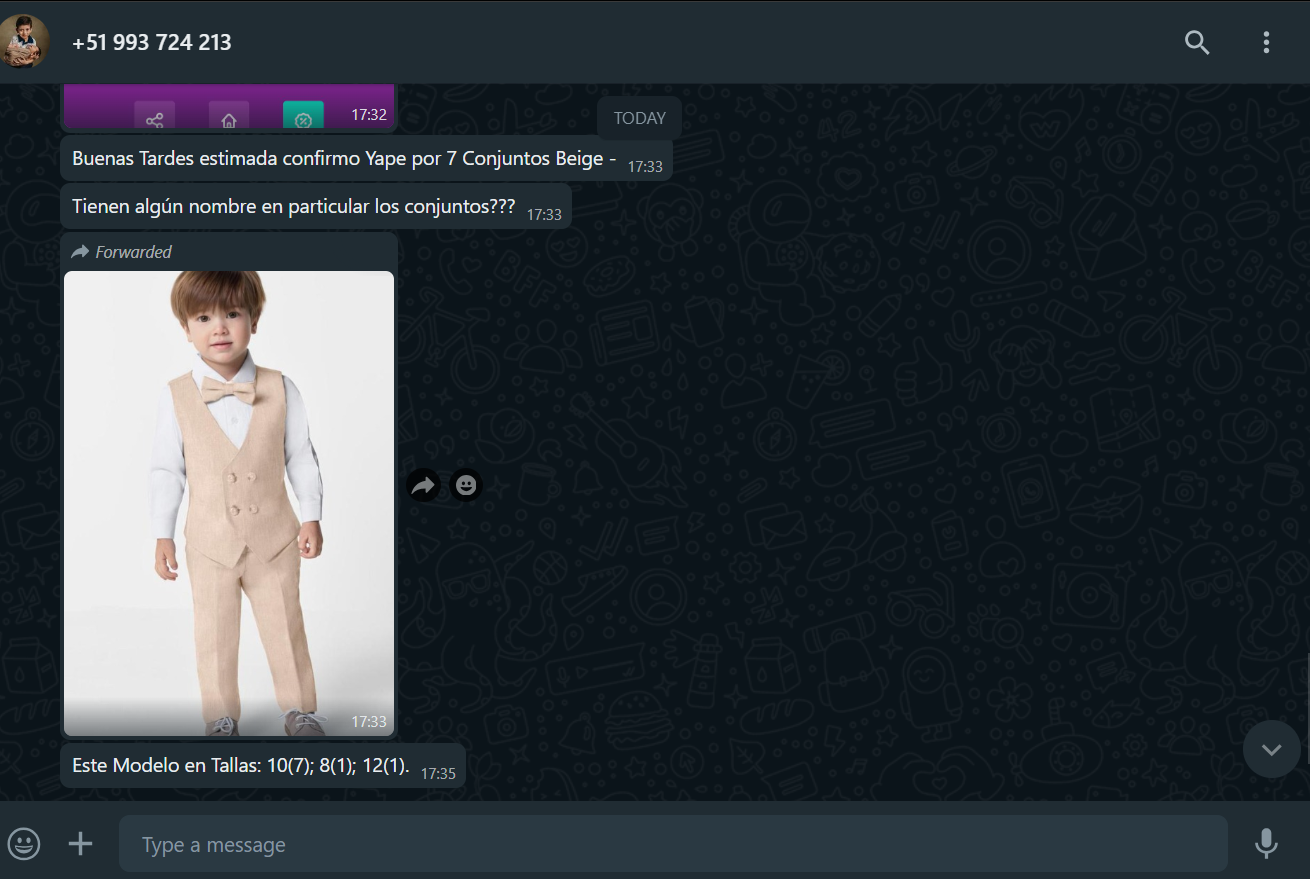 +51 993 724 213
17:32
TODAY
Buenas Tardes estimada confirmo Yape por 7 Conjuntos Beige - 17:33
Tienen algún nombre en particular los conjuntos??? 17:33
Forwarded
17:33
Este Modelo en Tallas: 10(7); 8(1); 12(1). 17:35
Type a message